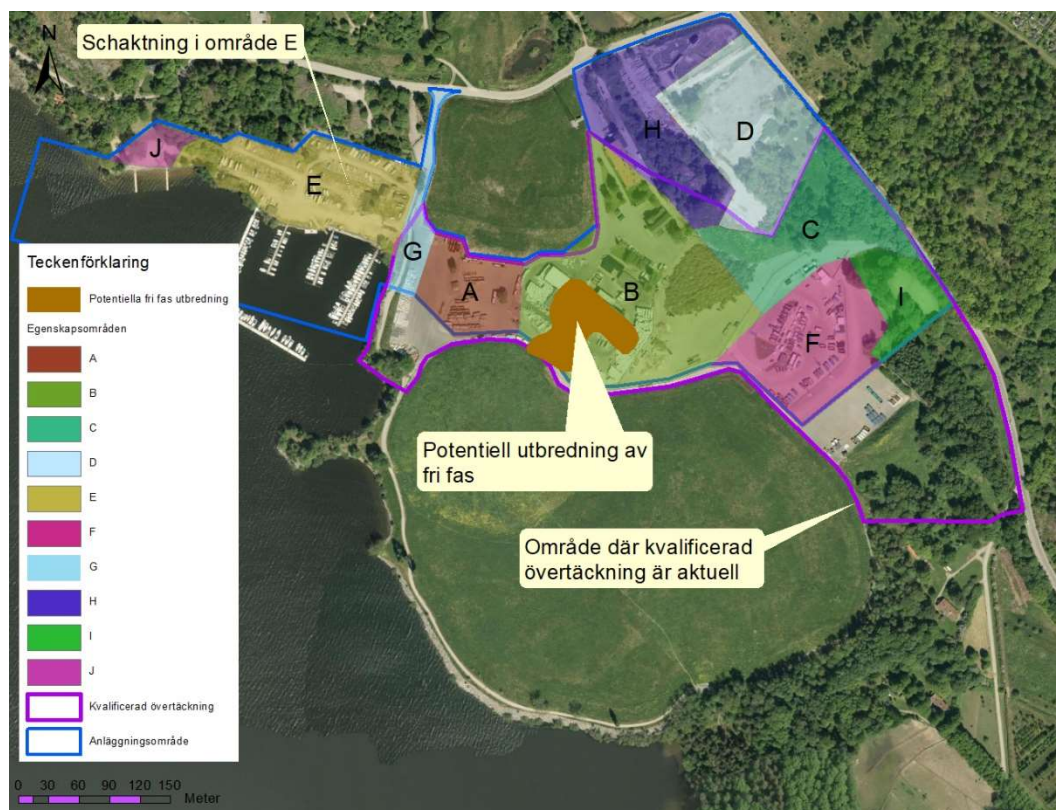 N
Schaktning i område E
J
E
H
D
C
G
A
B
I
F
Potentiell utbredning av
fri fas
Område där kvalificerad
övertäckning är aktuell
Teckenförklaring
Potentiella fri fas utbredning
Egenskapsområden
A
B
C
D
E
F
G
H
I
J
Kvalificerad övertäckning
Anläggningsområde
0 30 60 90 120 150
Meter